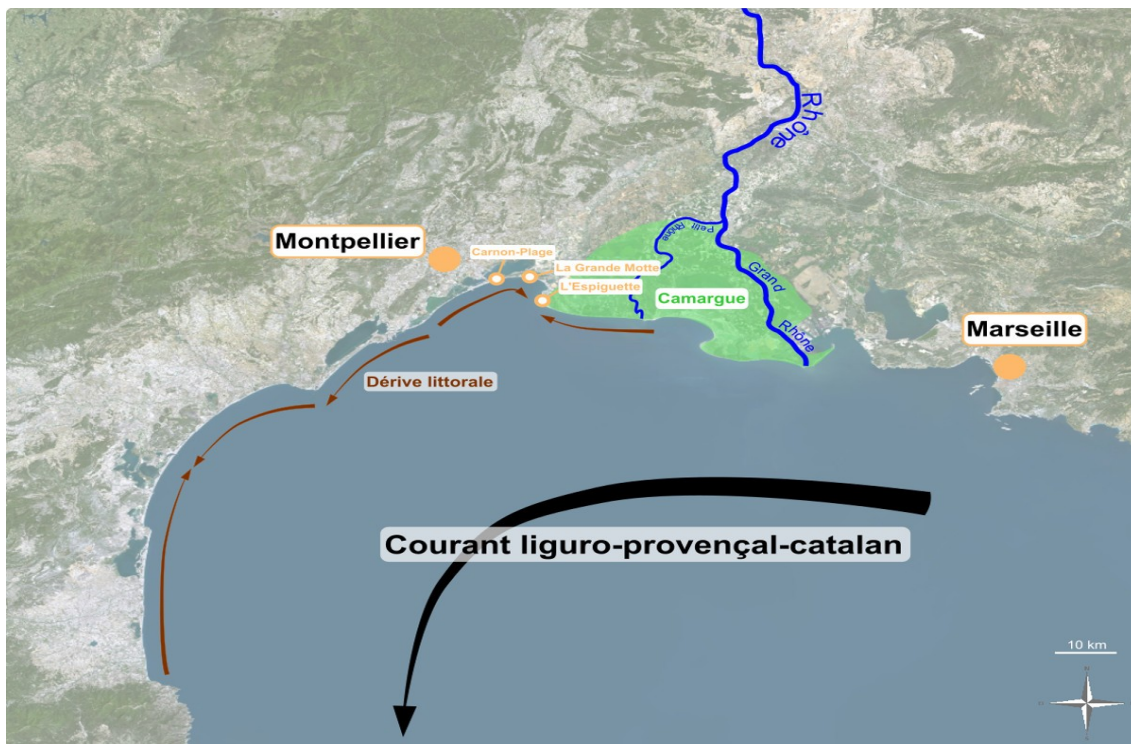 Rhône
Montpellier
Carnon-Plage
Petit Rhône
La Grande Motte
L'Espiguette
Grand
Camargue
Rhône
Marseille
Dérive littorale
Courant liguro-provençal-catalan
10 km